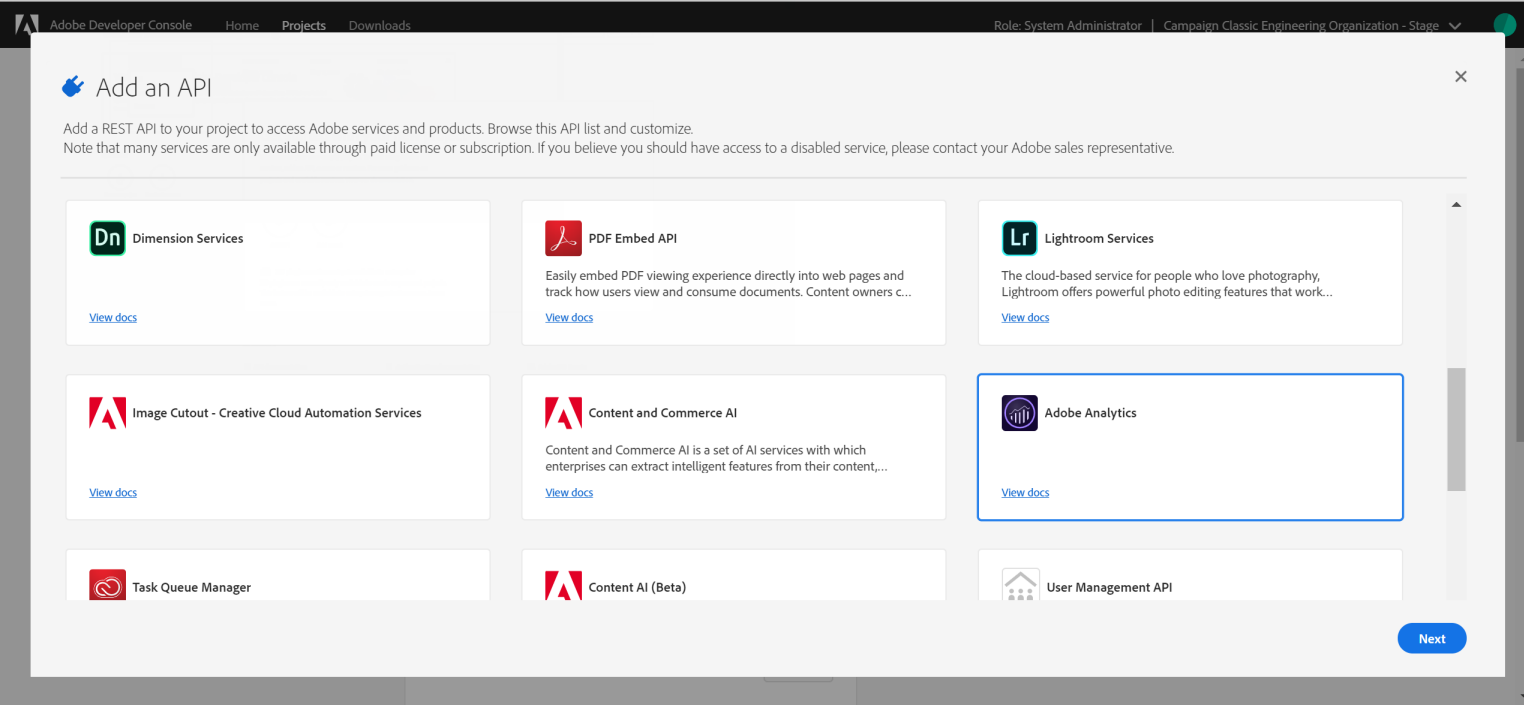 Adobe Developer Console Home Projects Downloads Role: System Administrator | Campaign Classic Engineering Organization - Stage
Add an API
Add a REST API to your project to access Adobe services and products. Browse this API list and customize.
Note that many services are only available through paid license or subscription. If you believe you should have access to a disabled service, please contact your Adobe sales representative.
Dn Dimension Services
View docs
PDF Embed API
Easily embed PDF viewing experience directly into web pages and
track how users view and consume documents. Content owners c...
View docs
Lr Lightroom Services
The cloud-based service for people who love photography,
Lightroom offers powerful photo editing features that work...
View docs
Image Cutout - Creative Cloud Automation Services
View docs
Content and Commerce AI
Content and Commerce AI is a set of AI services with which
enterprises can extract intelligent features from their content,...
View docs
Adobe Analytics
View docs
Task Queue Manager
Content AI (Beta)
User Management API
Next